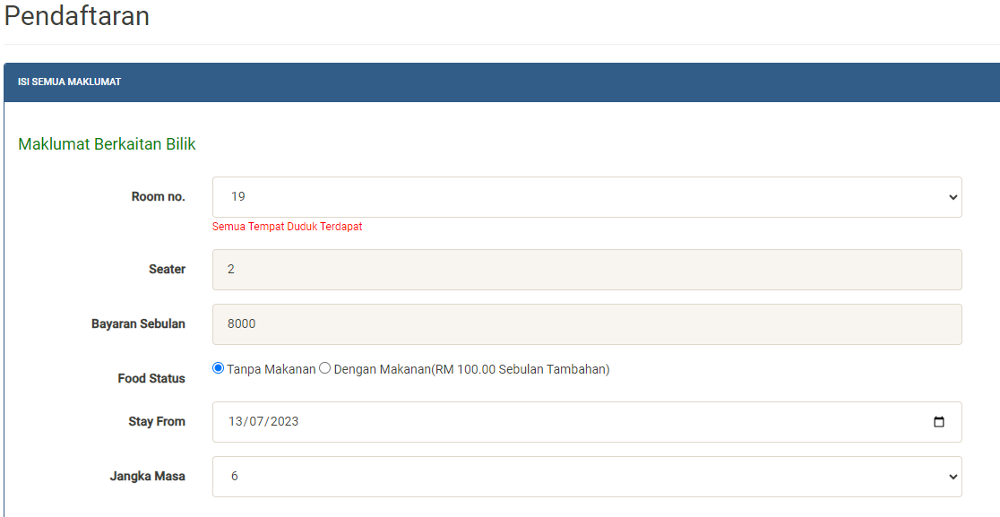 Pendaftaran
ISI SEMUA MAKLUMAT
Maklumat Berkaitan Bilik
Room no. 19
Semua Tempat Duduk Terdapat
Seater 2
Bayaran Sebulan 8000
Food Status Tanpa Makanan Dengan Makanan(RM 100.00 Sebulan Tambahan)
Stay From 13/07/2023
Jangka Masa 6